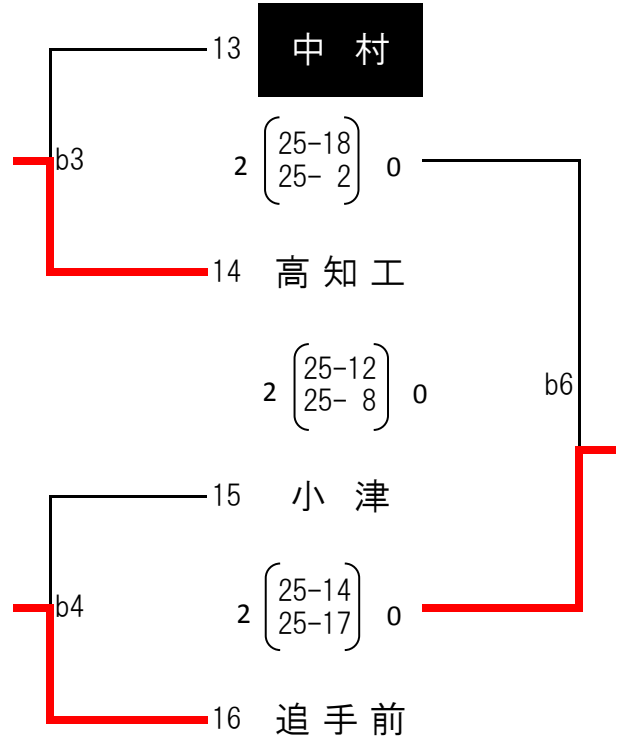 13 中 村
b3
2 25-18 0
25- 2
14 高 知 工
2 25-12 0
25- 8
b6
15 小 津
b4
2 25-14 0
25-17
16 追 手 前